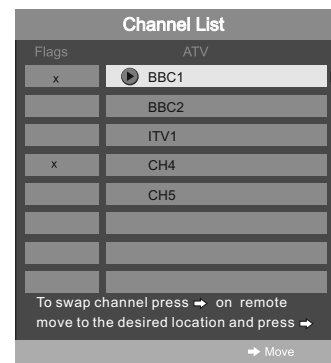 Channel List
Flags ATV
x BBC1
BBC2
ITV1
x CH4
CH5
To swap channel press → on remote
move to the desired location and press →
→ Move